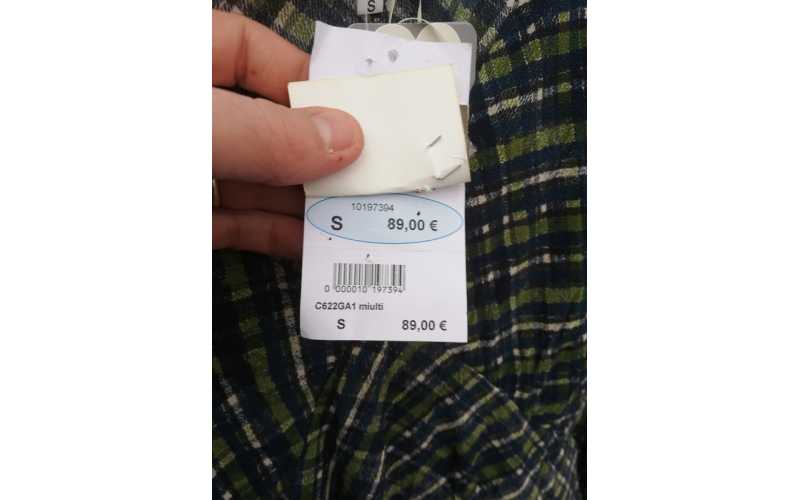 S
10197394
S 89,00 €
0 000010 197394
C622GA1 miulti
S 89,00 €